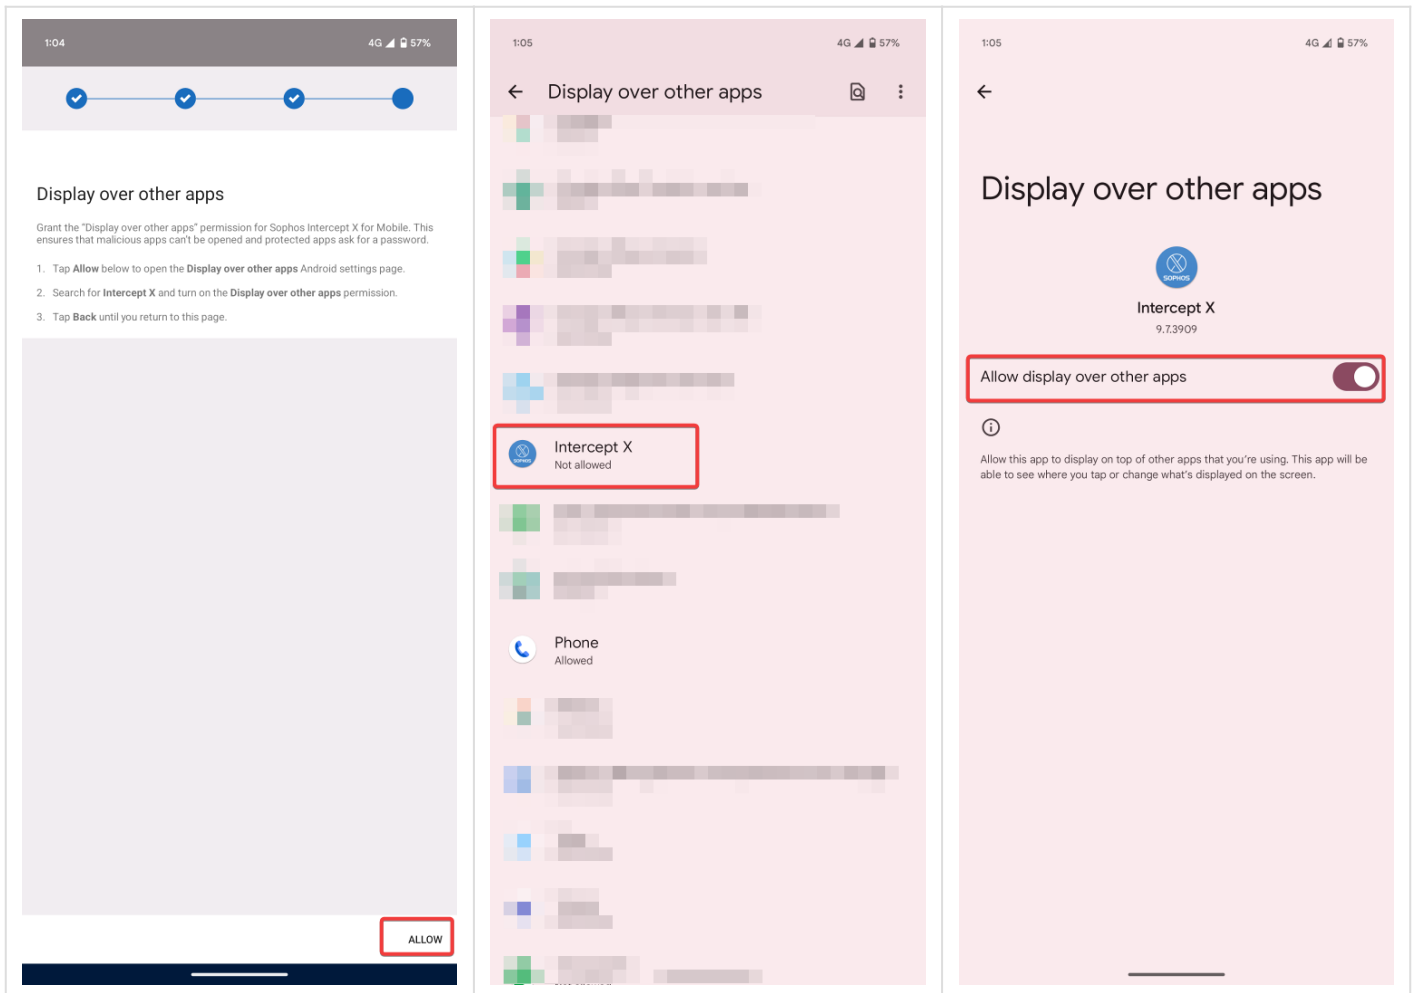 1:04
4G 57%
Display over other apps
Grant the "Display over other apps" permission for Sophos Intercept X for Mobile. This
ensures that malicious apps can't be opened and protected apps ask for a password.
1. Tap Allow below to open the Display over other apps Android settings page.
2. Search for Intercept X and turn on the Display over other apps permission.
3. Tap Back until you return to this page.
ALLOW
1:05
4G 57%
Display over other apps
SOPHOS
Intercept X
Not allowed
Phone
Allowed
1:05
4G 57%
Display over other apps
SOPHOS
Intercept X
9.7.3909
Allow display over other apps
Allow this app to display on top of other apps that you're using. This app will be
able to see where you tap or change what's displayed on the screen.